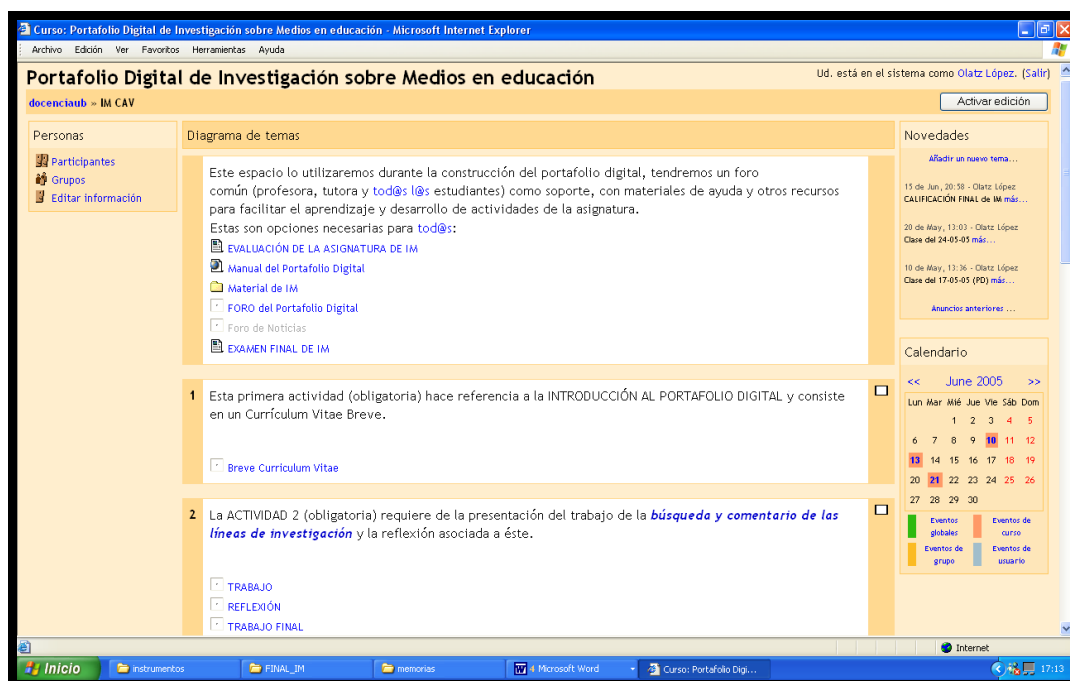 Curso: Portafolio Digital de Investigación sobre Medios en educación - Microsoft Internet Explorer
Archivo Edición Ver Favoritos Herramientas Ayuda
Portafolio Digital de Investigación sobre Medios en educación
Ud. está en el sistema como Olatz López. (Salir)
docenciaub » IM CAV
Activar edición
Personas
Participantes
Grupos
Editar información
Diagrama de temas
Este espacio lo utilizaremos durante la construcción del portafolio digital, tendremos un foro
común (profesora, tutora y tod@s l@s estudiantes) como soporte, con materiales de ayuda y otros recursos
para facilitar el aprendizaje y desarrollo de actividades de la asignatura.
Estas son opciones necesarias para tod@s:
EVALUACIÓN DE LA ASIGNATURA DE IM
Manual del Portafolio Digital
Material de IM
FORO del Portafolio Digital
Foro de Noticias
EXAMEN FINAL DE IM
1 Esta primera actividad (obligatoria) hace referencia a la INTRODUCCIÓN AL PORTAFOLIO DIGITAL y consiste
en un Currículum Vitae Breve.
Breve Curriculum Vitae
2 La ACTIVIDAD 2 (obligatoria) requiere de la presentación del trabajo de la búsqueda y comentario de las
líneas de investigación y la reflexión asociada a éste.
TRABAJO
REFLEXIÓN
TRABAJO FINAL
Novedades
Añadir un nuevo tema...
15 de Jun, 20:58 - Olatz López
CALIFICACIÓN FINAL de IM más...
20 de May, 13:03 - Olatz López
Clase del 24-05-05 más...
10 de May, 13:36 - Olatz López
Clase del 17-05-05 (PD) más...
Anuncios anteriores ...
Calendario
<< June 2005 >>
Lun Mar Mié Jue Vie Sáb Dom
1 2 3 4 5
6 7 8 9 10 11 12
13 14 15 16 17 18 19
20 21 22 23 24 25 26
27 28 29 30
Eventos globales
Eventos de curso
Eventos de grupo
Eventos de usuario
Internet
Inicio
instrumentos
FINAL_IM
memorias
4 Microsoft Word
Curso: Portafolio Digi...
17:13